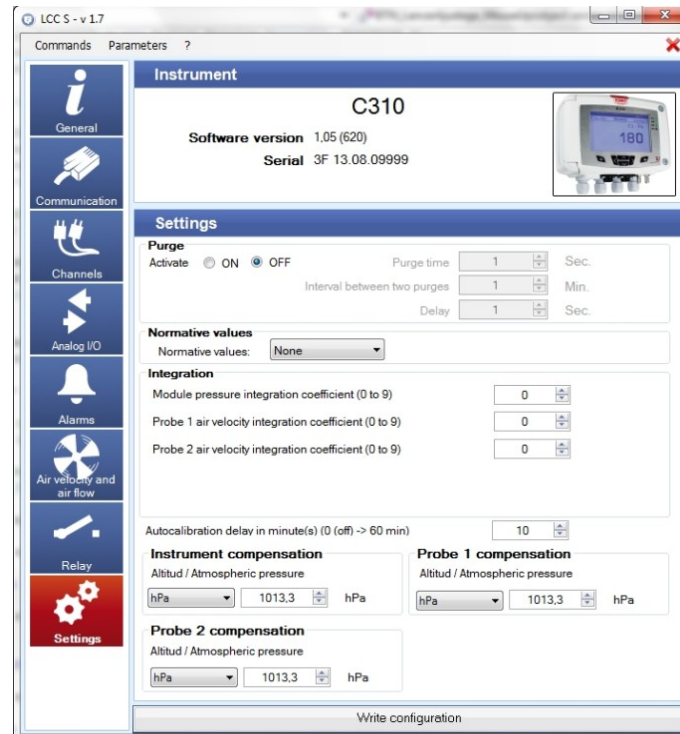 LCC S - v 1.7
Commands Parameters ?
General
Communication
Channels
Analog I/O
Alarms
Air velocity and
air flow
Relay
Settings
Instrument
C310
Software version 1,05 (620)
Serial 3F 13.08.09999
180
Settings
Purge
Activate ON OFF Purge time 1 Sec.
Interval between two purges 1 Min.
Delay 1 Sec.
Normative values
Normative values: None
Integration
Module pressure integration coefficient (0 to 9) 0
Probe 1 air velocity integration coefficient (0 to 9) 0
Probe 2 air velocity integration coefficient (0 to 9) 0
Autocalibration delay in minute(s) (0 (off) -> 60 min) 10
Instrument compensation
Altitud / Atmospheric pressure
hPa 1013,3 hPa
Probe 1 compensation
Altitud / Atmospheric pressure
hPa 1013,3 hPa
Probe 2 compensation
Altitud / Atmospheric pressure
hPa 1013,3 hPa
Write configuration